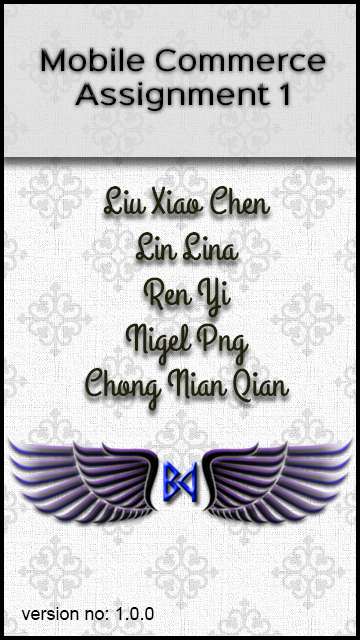 Mobile Commerce
Assignment 1
Liu Xiao Chen
Lin Lina
Ren Yi
Nigel Png
Chong Nian Qian
version no: 1.0.0